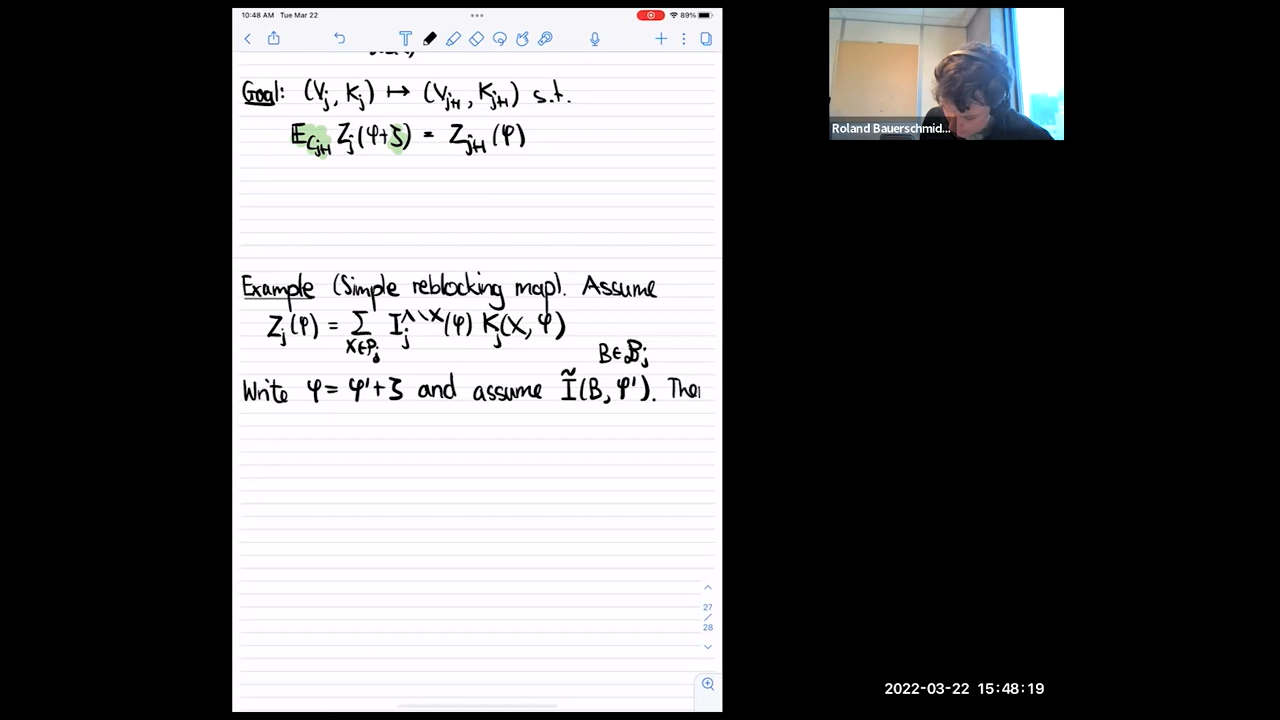 10:48 AM Tue Mar 22
89%
Goal: (V_j, K_j) ↦ (V_{j+1}, K_{j+1}) s.t.
𝔼_{C_{j+1}} Z_j(φ+ζ) = Z_{j+1}(φ)
Example (Simple reblocking map). Assume
Z_j(φ) = Σ_{X∈P_j} I_j^{Λ\X}(φ) K_j(X, φ)
B∈𝓑_j
Write φ = φ'+ζ and assume Ĩ(B, φ'). Then
27
/
28
Roland Bauerschmid...
2022-03-22 15:48:19